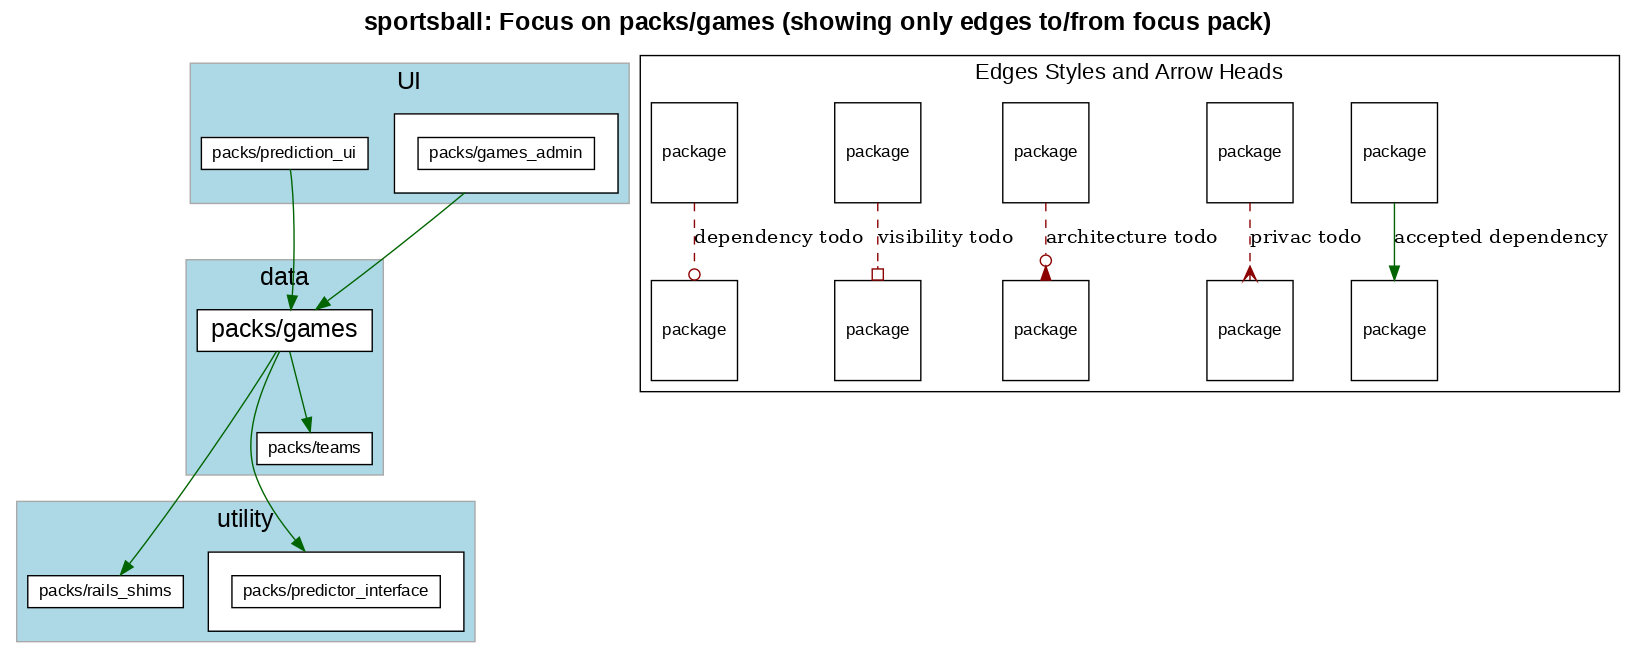 sportsball: Focus on packs/games (showing only edges to/from focus pack)
UI
packs/prediction_ui
packs/games_admin
data
packs/games
packs/teams
utility
packs/rails_shims
packs/predictor_interface
Edges Styles and Arrow Heads
package
package
package
package
package
dependency todo
visibility todo
architecture todo
privac todo
accepted dependency
package
package
package
package
package